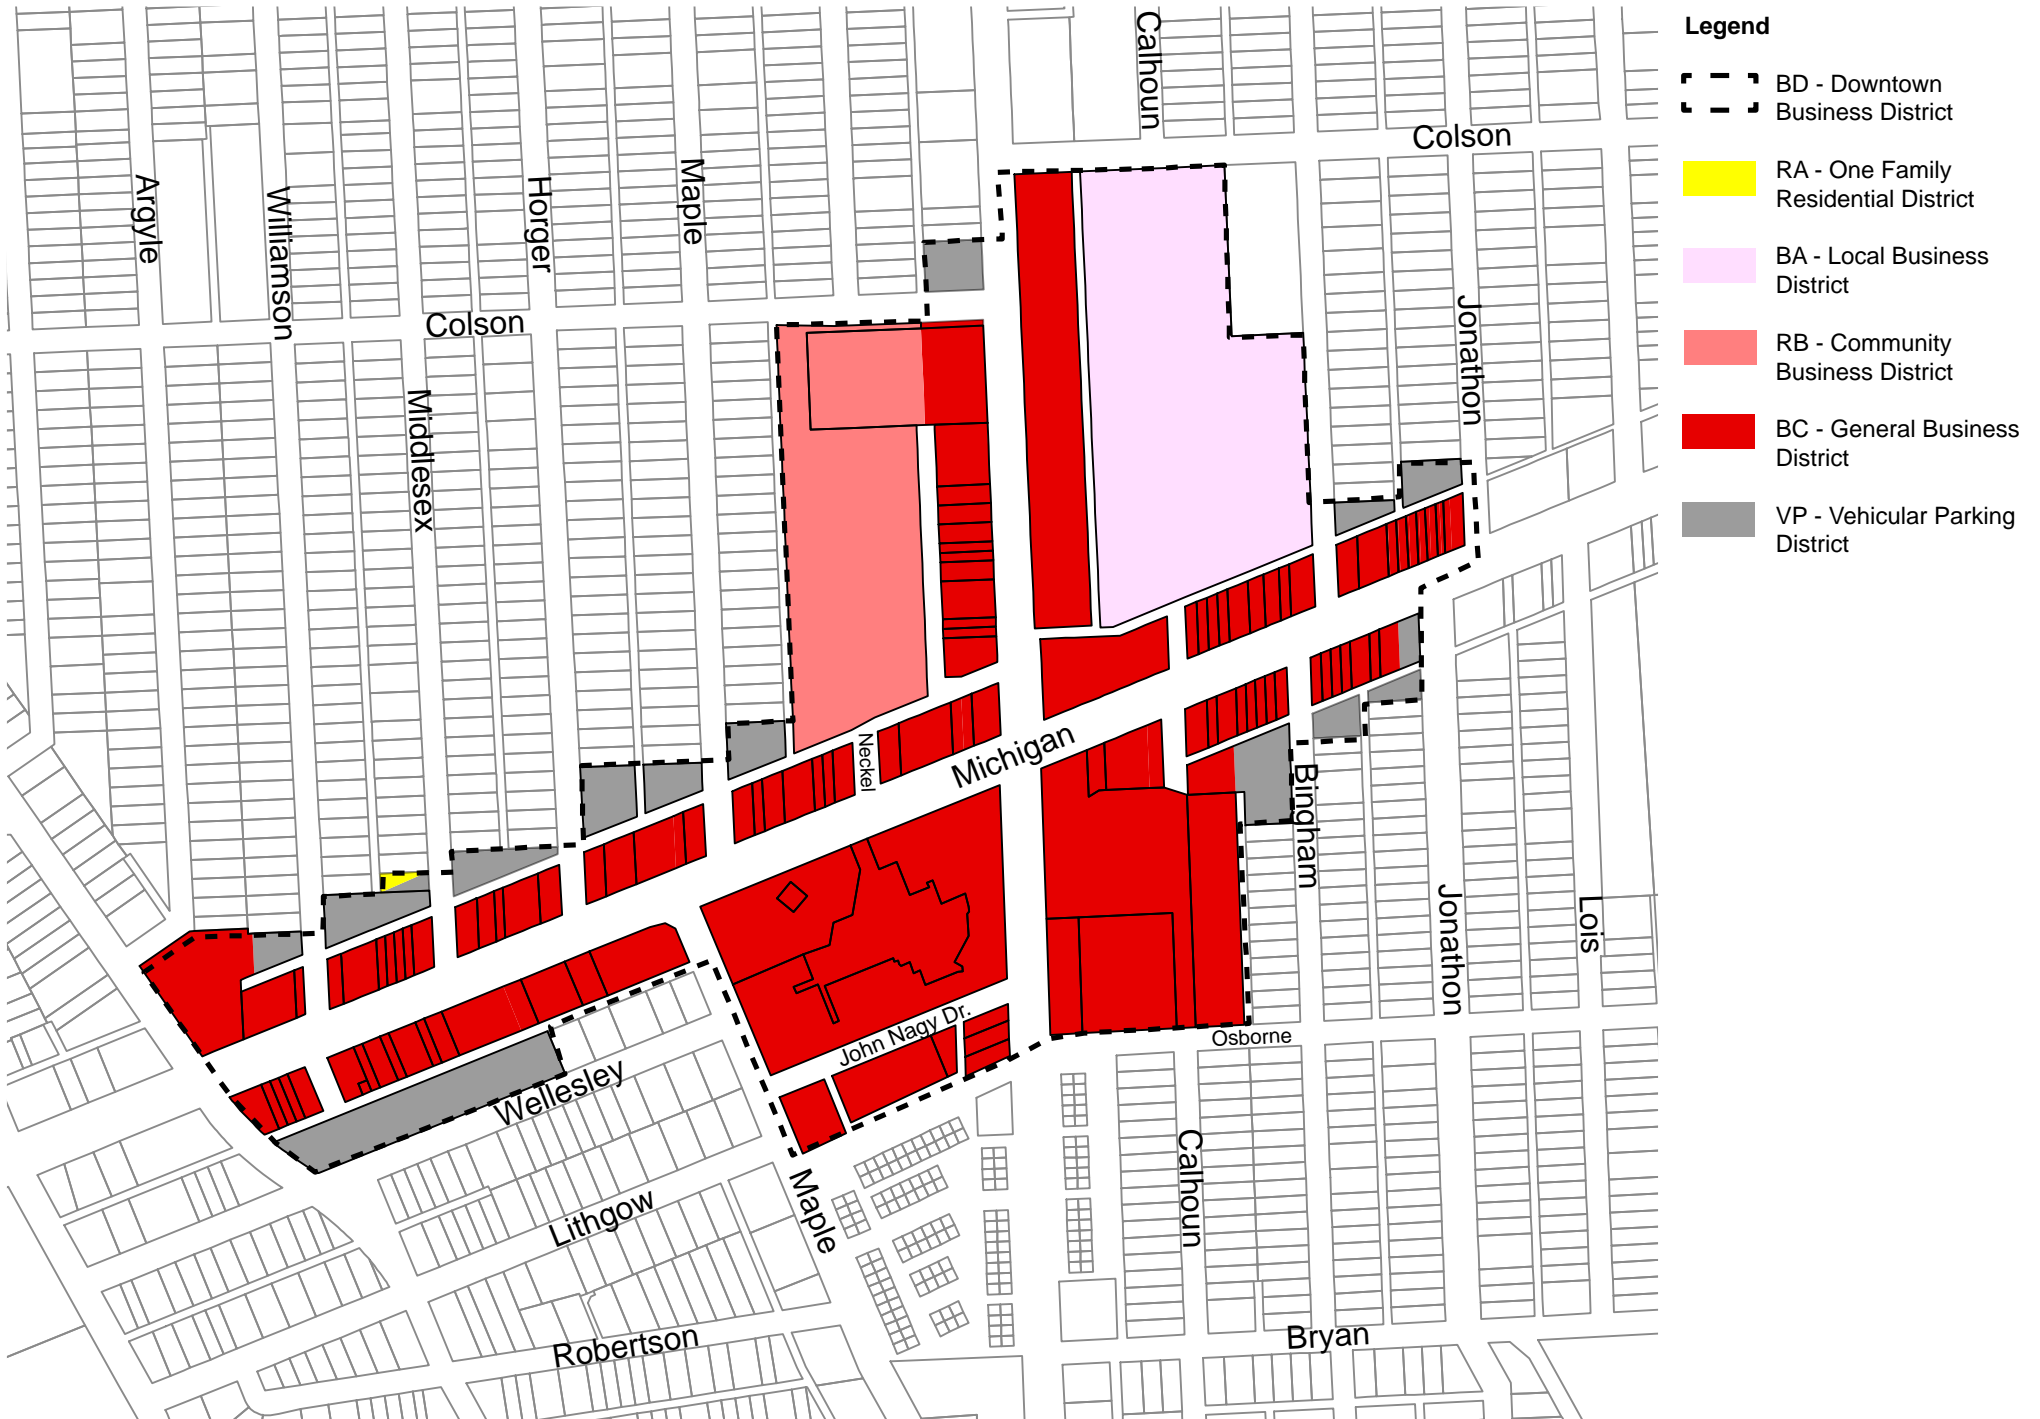 Legend
BD - Downtown
Business District
RA - One Family
Residential District
BA - Local Business
District
RB - Community
Business District
BC - General Business
District
VP - Vehicular Parking
District
Calhoun
Colson
Argyle
Williamson
Horger
Maple
Colson
Jonathon
Middlesex
Neckel
Michigan
Bingham
Jonathon
Lois
John Nagy Dr.
Osborne
Wellesley
Calhoun
Maple
Lithgow
Robertson
Bryan